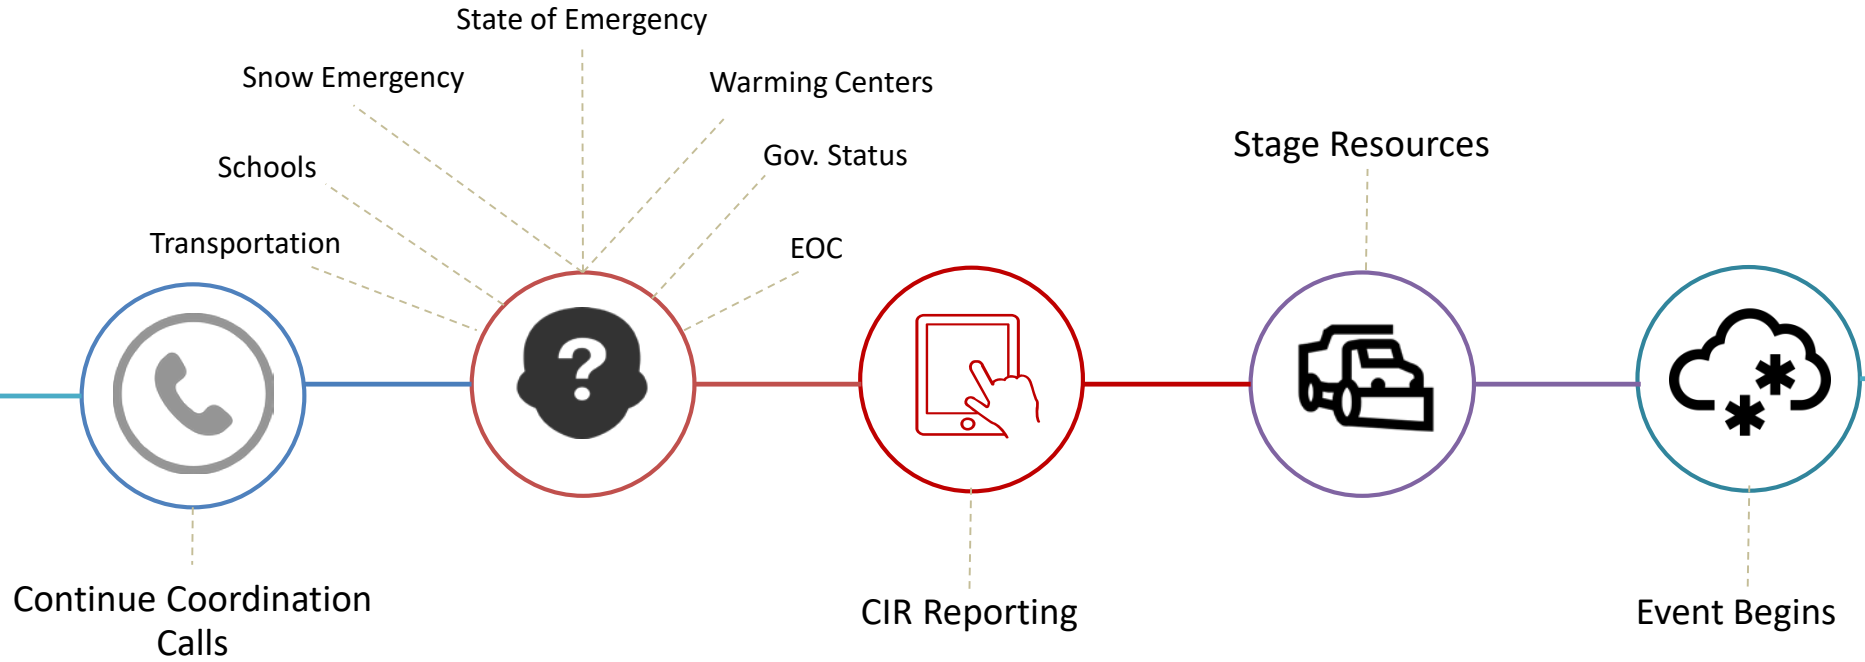 State of Emergency
Snow Emergency
Warming Centers
Schools
Gov. Status
Transportation
EOC
Stage Resources
?
Continue Coordination
Calls
CIR Reporting
Event Begins